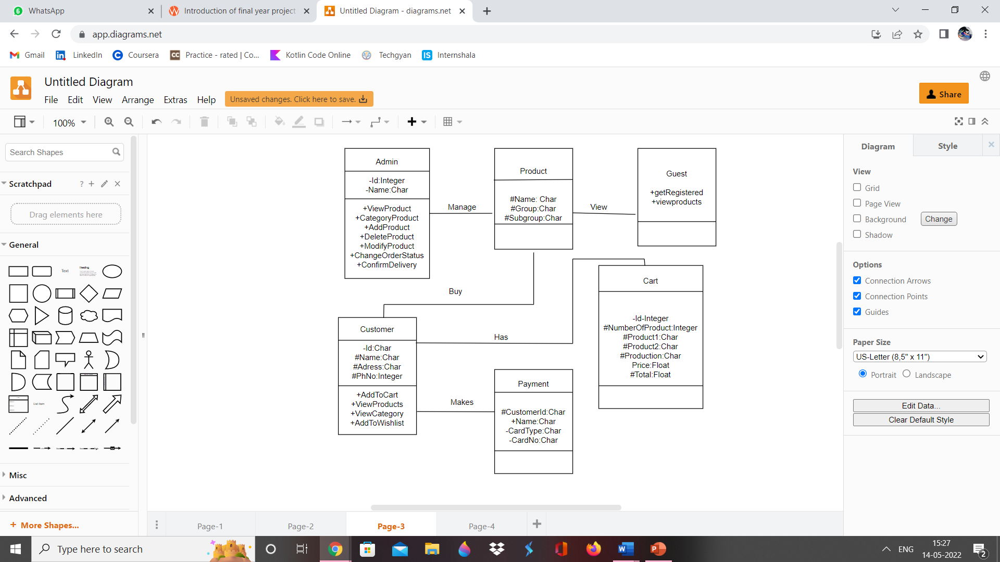 WhatsApp
Introduction of final year project
Untitled Diagram - diagrams.net
app.diagrams.net
Gmail
LinkedIn
Coursera
Practice - rated | Co...
Kotlin Code Online
Techgyan
Internshala
Untitled Diagram
File Edit View Arrange Extras Help
Unsaved changes. Click here to save.
Share
100%
Search Shapes
Scratchpad
?
Drag elements here
General
Text
Heading
List Item
Misc
Advanced
+ More Shapes...
Admin
-Id:Integer
-Name:Char
+ViewProduct
+CategoryProduct
+AddProduct
+DeleteProduct
+ModifyProduct
+ChangeOrderStatus
+ConfirmDelivery
Manage
Product
#Name: Char
#Group:Char
#Subgroup:Char
View
Guest
+getRegistered
+viewproducts
Buy
Customer
-Id:Char
#Name:Char
#Adress:Char
#PhNo:Integer
+AddToCart
+ViewProducts
+ViewCategory
+AddToWishlist
Has
Cart
-Id-Integer
#NumberOfProduct:Integer
#Product1:Char
#Product2:Char
#Production:Char
Price:Float
#Total:Float
Makes
Payment
#CustomerId:Char
+Name:Char
-CardType:Char
-CardNo:Char
Diagram
Style
View
Grid
Page View
Background
Change
Shadow
Options
Connection Arrows
Connection Points
Guides
Paper Size
US-Letter (8,5" x 11")
Portrait
Landscape
Edit Data...
Clear Default Style
Page-1
Page-2
Page-3
Page-4
Type here to search
ENG
15:27
14-05-2022
2